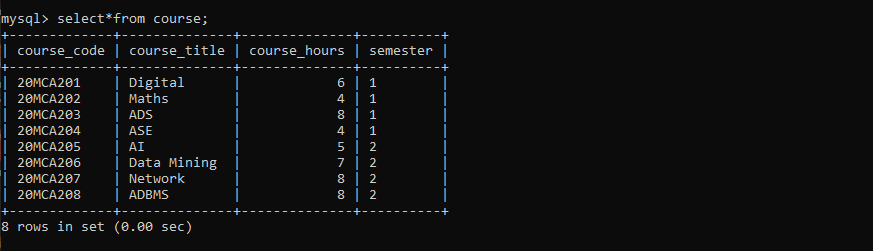 mysql> select*from course;
+-------------+--------------+--------------+----------+
| course_code | course_title | course_hours | semester |
+-------------+--------------+--------------+----------+
| 20MCA201    | Digital      |            6 | 1        |
| 20MCA202    | Maths        |            4 | 1        |
| 20MCA203    | ADS          |            8 | 1        |
| 20MCA204    | ASE          |            4 | 1        |
| 20MCA205    | AI           |            5 | 2        |
| 20MCA206    | Data Mining  |            7 | 2        |
| 20MCA207    | Network      |            8 | 2        |
| 20MCA208    | ADBMS        |            8 | 2        |
+-------------+--------------+--------------+----------+
8 rows in set (0.00 sec)